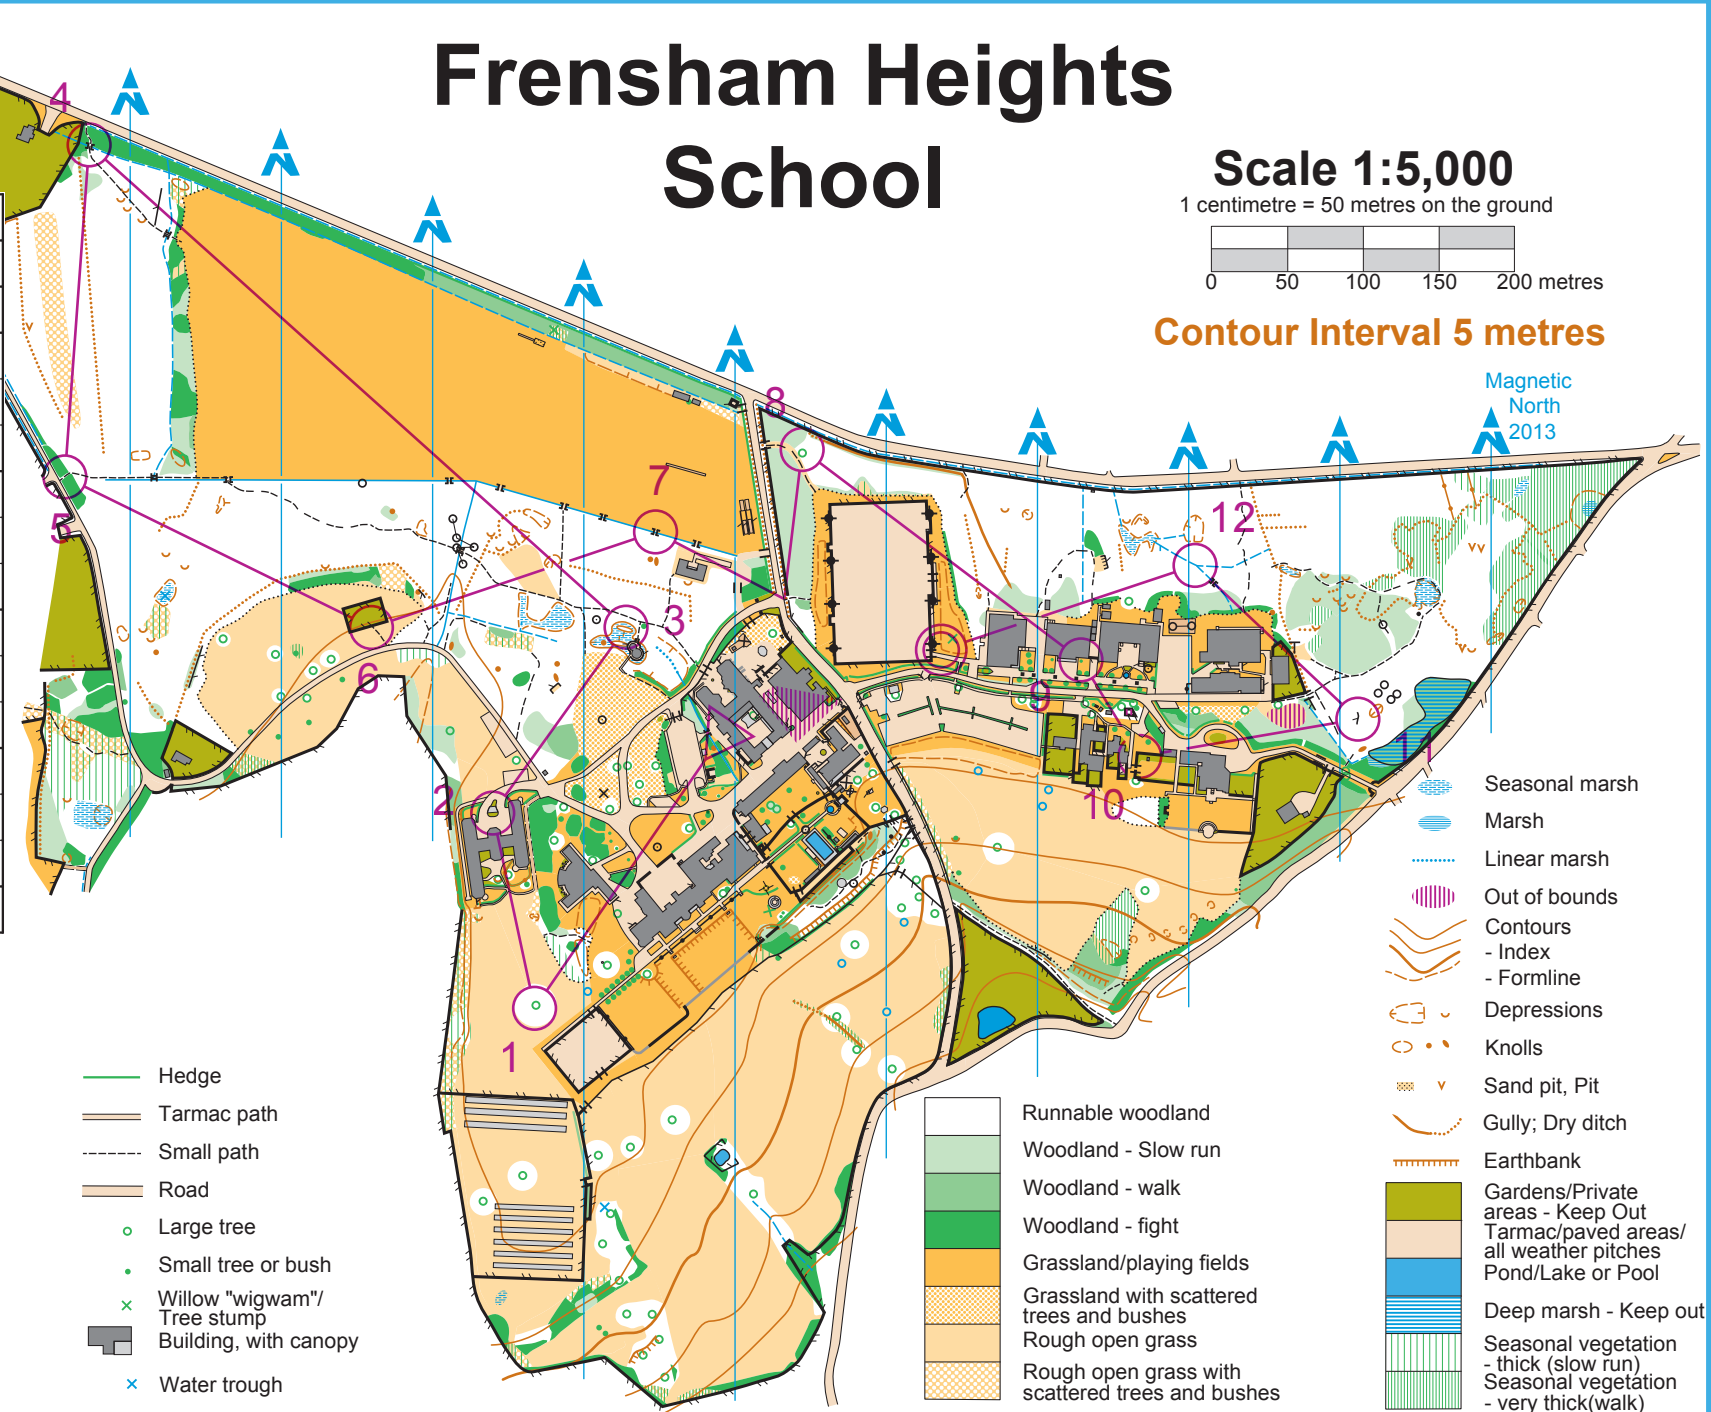 Frensham Heights
School
Scale 1:5,000
1 centimetre = 50 metres on the ground
0 50 100 150 200 metres
Contour Interval 5 metres
Magnetic
North
2013
4
8
7
12
5
3
6
9
2
11
10
1
Hedge
Tarmac path
Small path
Road
Large tree
Small tree or bush
Willow "wigwam"/
Tree stump
Building, with canopy
Water trough
Runnable woodland
Woodland - Slow run
Woodland - walk
Woodland - fight
Grassland/playing fields
Grassland with scattered
trees and bushes
Rough open grass
Rough open grass with
scattered trees and bushes
Seasonal marsh
Marsh
Linear marsh
Out of bounds
Contours
- Index
- Formline
Depressions
Knolls
Sand pit, Pit
Gully; Dry ditch
Earthbank
Gardens/Private
areas - Keep Out
Tarmac/paved areas/
all weather pitches
Pond/Lake or Pool
Deep marsh - Keep out
Seasonal vegetation
- thick (slow run)
Seasonal vegetation
- very thick(walk)